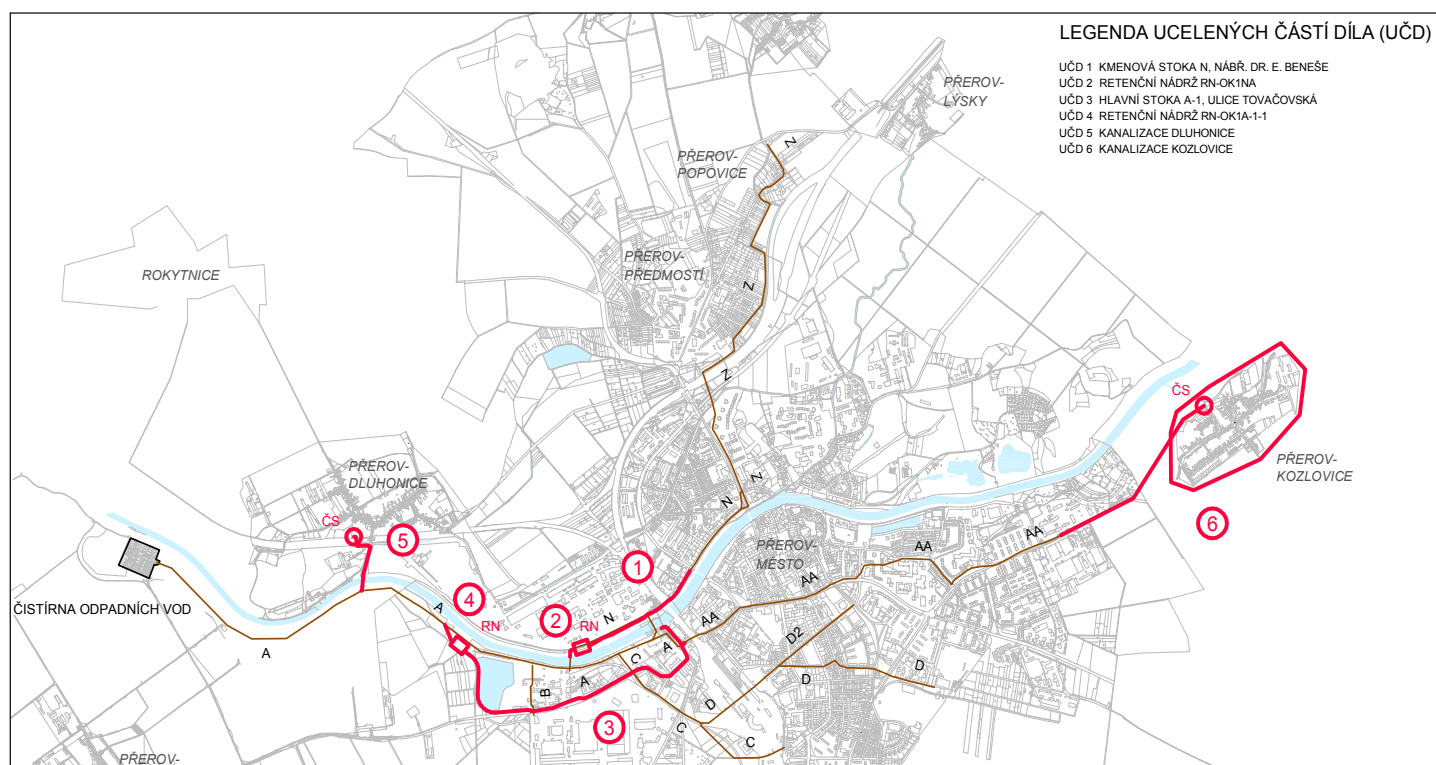 LEGENDA UCELENÝCH ČÁSTÍ DÍLA (UČD)
UČD 1 KMENOVÁ STOKA N, NÁBŘ. DR. E. BENEŠE
UČD 2 RETENČNÍ NÁDRŽ RN-OK1NA
UČD 3 HLAVNÍ STOKA A-1, ULICE TOVAČOVSKÁ
UČD 4 RETENČNÍ NÁDRŽ RN-OK1A-1-1
UČD 5 KANALIZACE DLUHONICE
UČD 6 KANALIZACE KOZLOVICE
PŘEROV-
LÝSKY
Z
PŘEROV-
POPOVICE
ROKYTNICE
PŘEROV-
PŘEDMOSTÍ
Z
Z
ČS
PŘEROV-
KOZLOVICE
6
PŘEROV-
DLUHONICE
ČS
5
Z
N
PŘEROV-
MĚSTO
AA
AA
AA
AA
1
N
2
RN
4
RN
A
ČISTÍRNA ODPADNÍCH VOD
A
A
A
B
C
D2
D
D
D
C
C
3
PŘEROV-